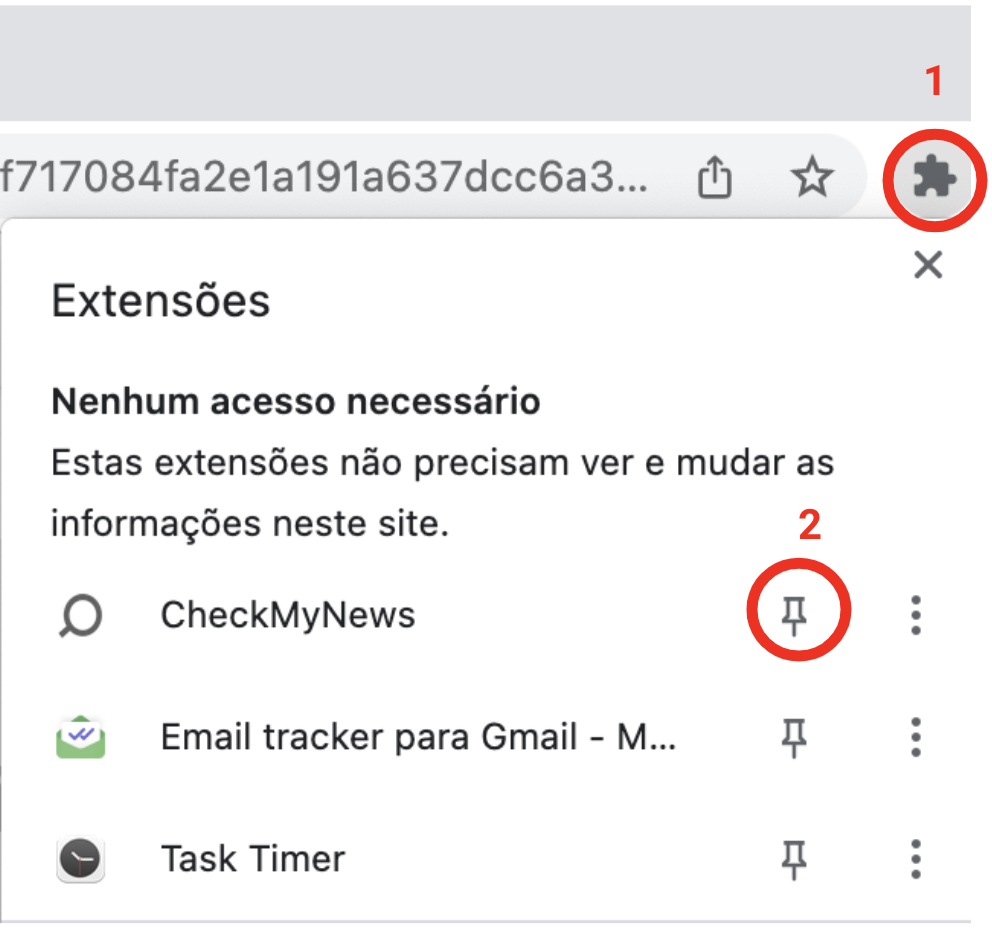 1
f717084fa2e1a191a637dcc6a3...
Extensões
Nenhum acesso necessário
Estas extensões não precisam ver e mudar as
informações neste site.
2
CheckMyNews
Email tracker para Gmail - M...
Task Timer